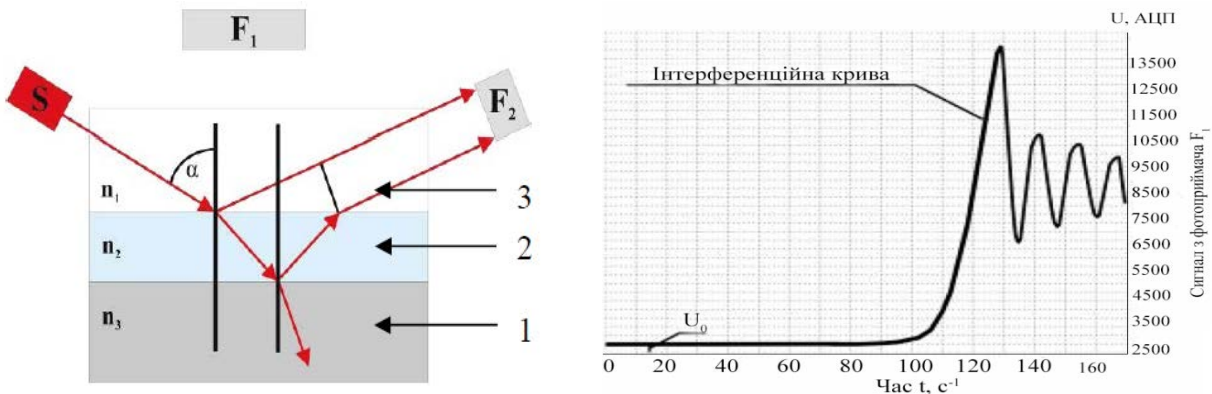 F₁
S
F₂
α
n₁
3
n₂
2
n₃
1
U, АЦП
Інтерференційна крива
13500
12500
11500
10500
9500
8500
7500
6500
5500
4500
3500
2500
U₀
Сигнал з фотоприймача F₁
0 20 40 60 80 100 120 140 160
Час t, с⁻¹